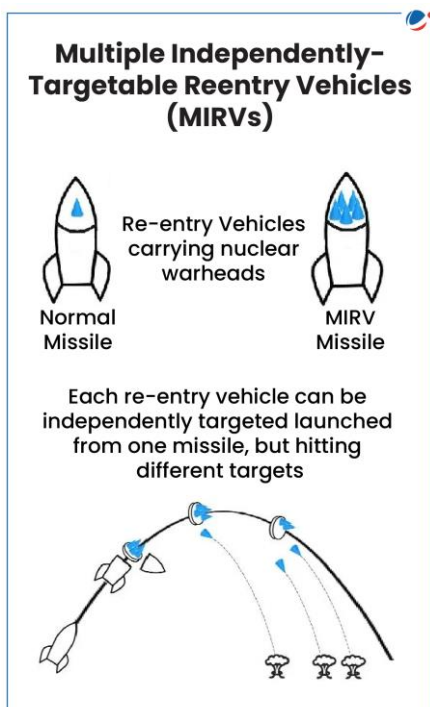 Multiple Independently-
Targetable Reentry Vehicles
(MIRVs)
Re-entry Vehicles
carrying nuclear
warheads
Normal
Missile
MIRV
Missile
Each re-entry vehicle can be
independently targeted launched
from one missile, but hitting
different targets